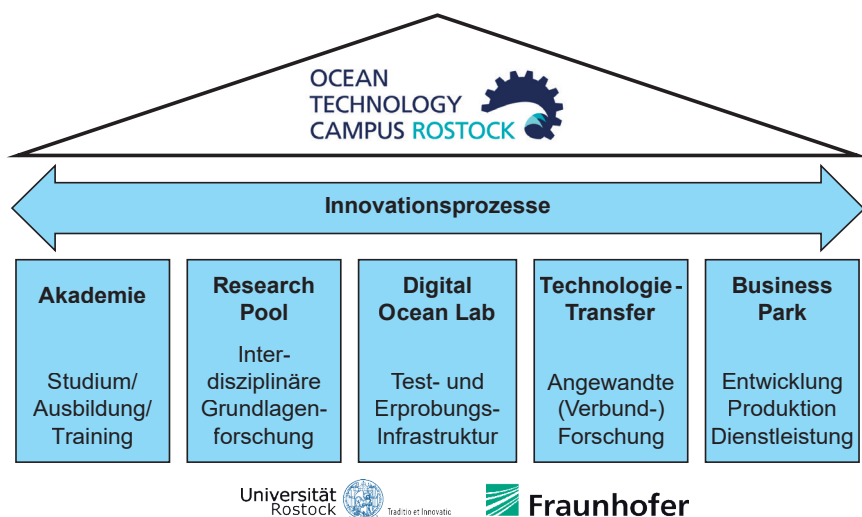 OCEAN
TECHNOLOGY
CAMPUS ROSTOCK
Innovationsprozesse
Akademie
Studium/
Ausbildung/
Training
Research
Pool
Inter-
disziplinäre
Grundlagen-
forschung
Digital
Ocean Lab
Test- und
Erprobungs-
Infrastruktur
Technologie-
Transfer
Angewandte
(Verbund-)
Forschung
Business
Park
Entwicklung
Produktion
Dienstleistung
Universität
Rostock
Traditio et Innovatio
Fraunhofer